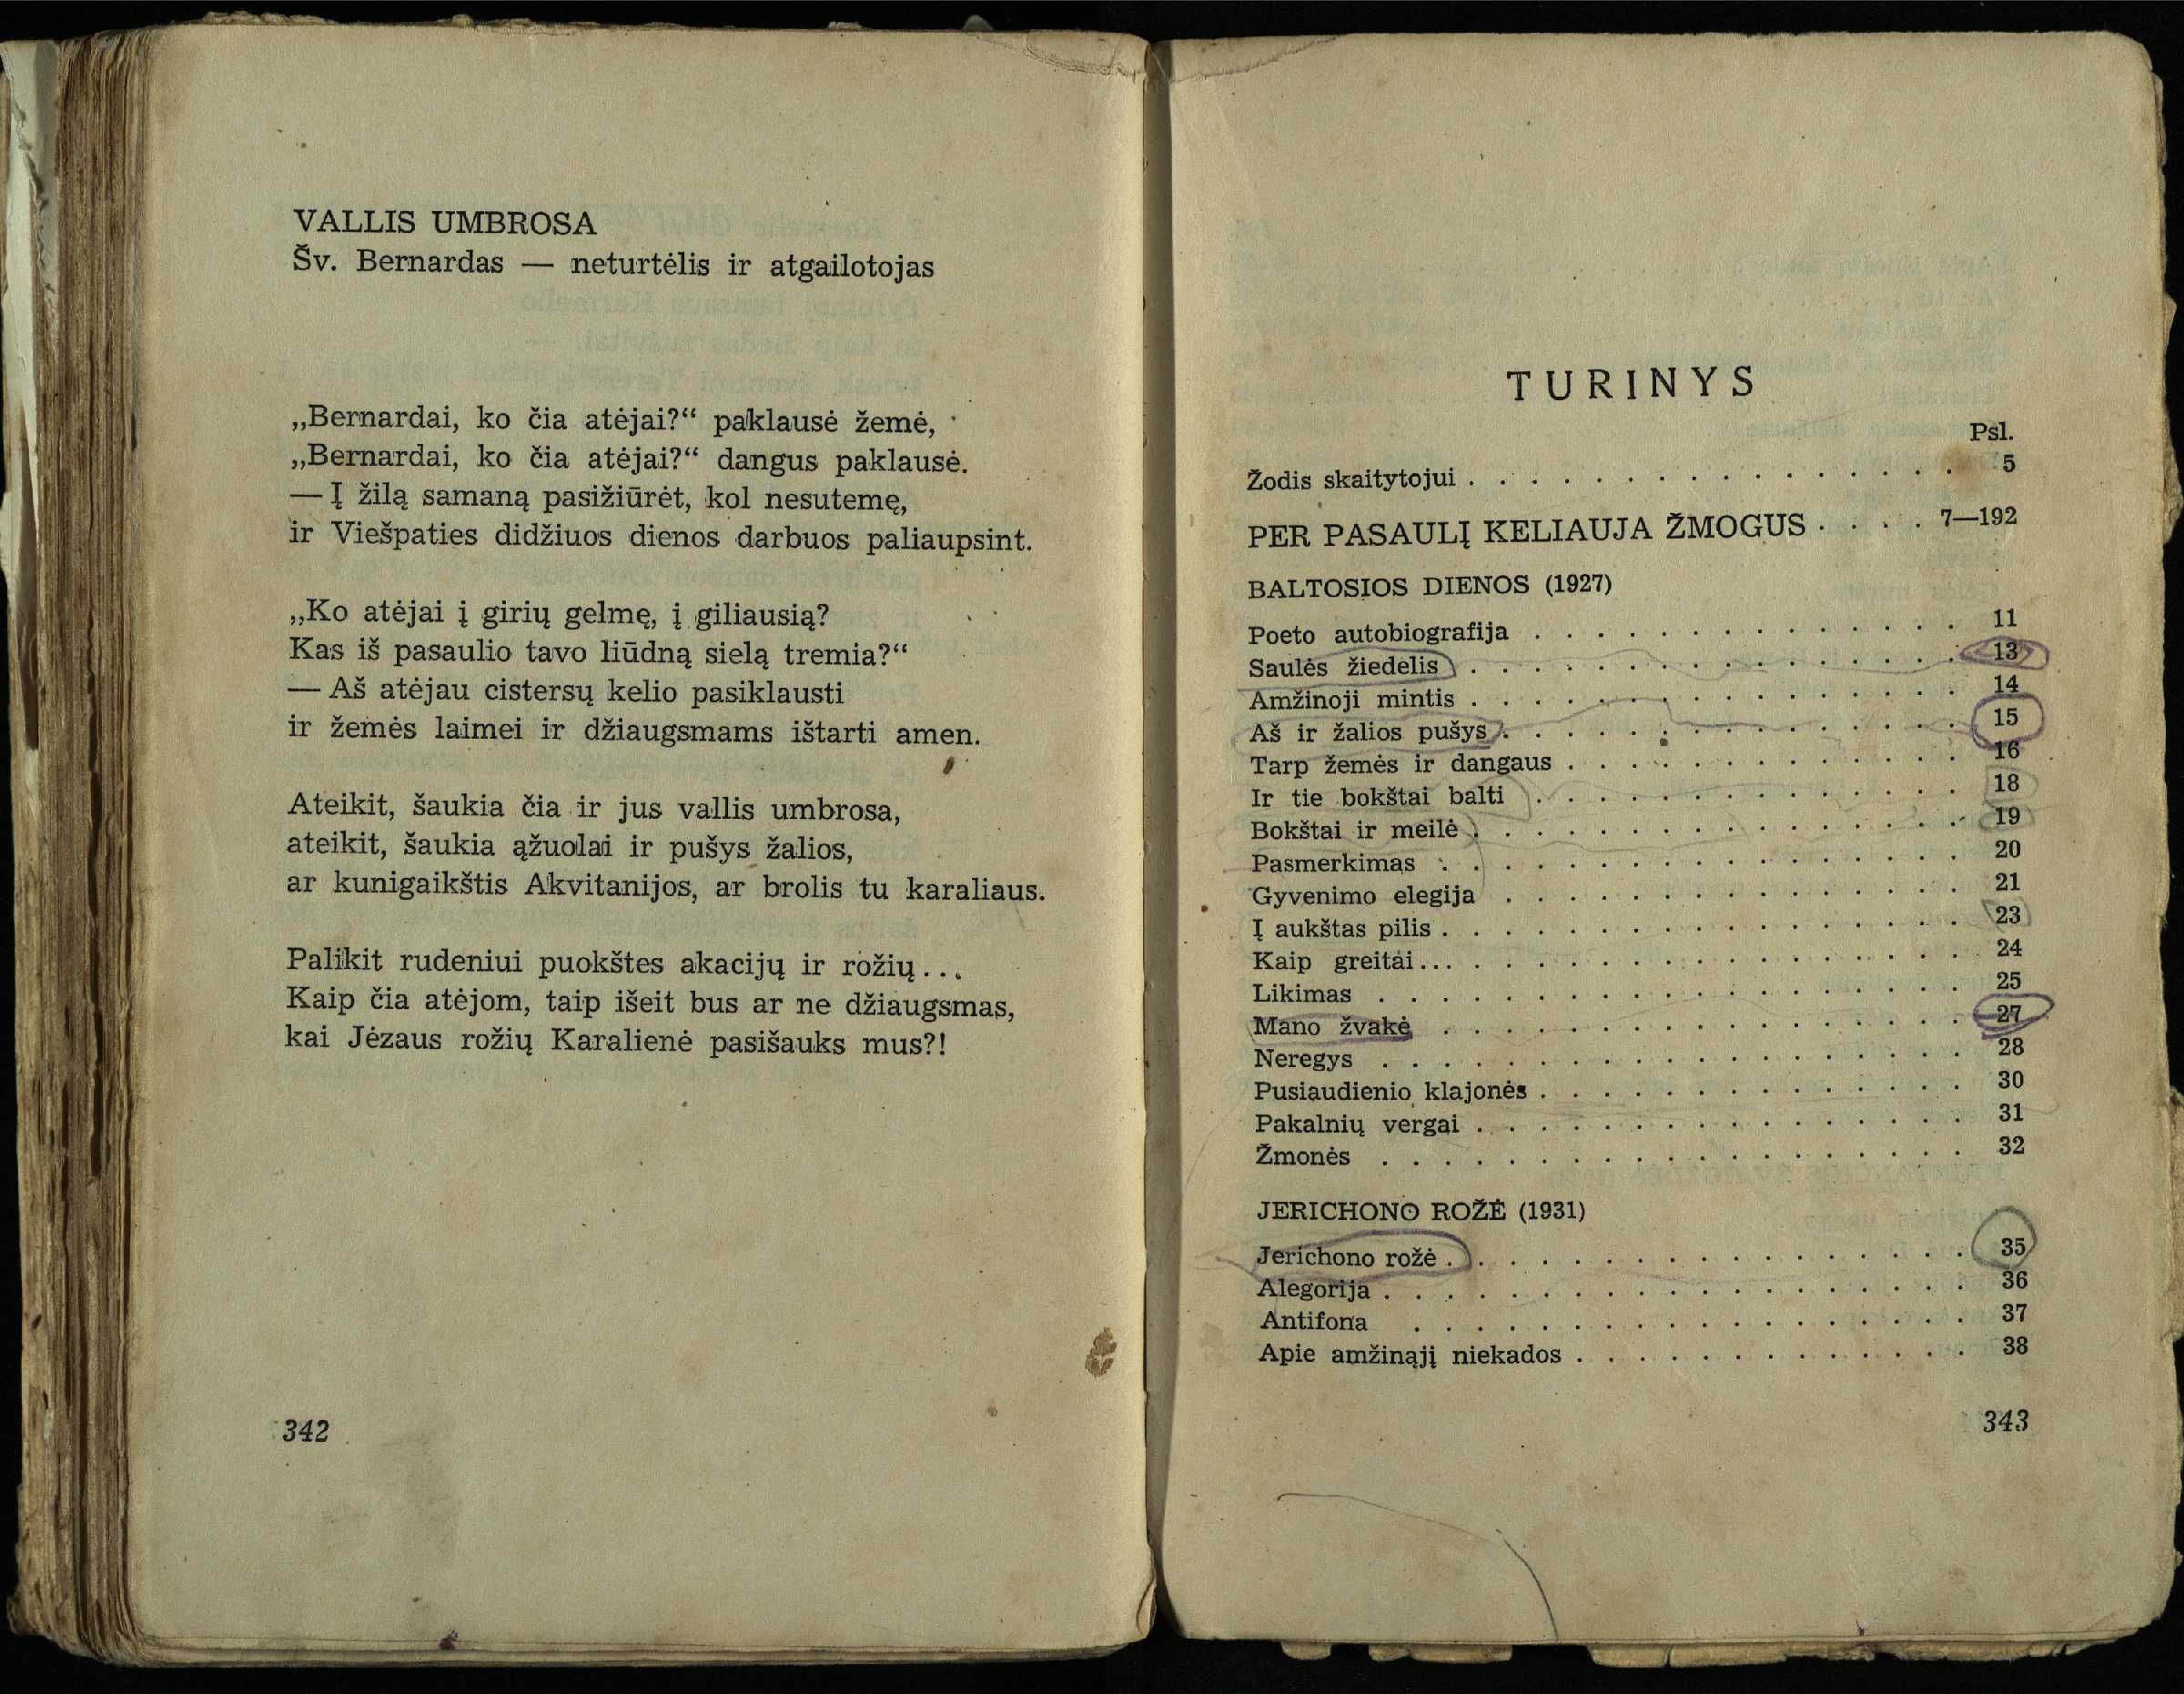 VALLIS UMBROSA
Šv. Bernardas — neturtėlis ir atgailotojas
„Bernardai, ko čia atėjai?“ paklausė žemė,
„Bernardai, ko čia atėjai?“ dangus paklausė.
— Į žilą samaną pasižiūrėt, kol nesutemę,
ir Viešpaties didžiuos dienos darbuos paliaupsint.
„Ko atėjai į girių gelmę, į giliausią?
Kas iš pasaulio tavo liūdną sielą tremia?“
— Aš atėjau cistersų kelio pasiklausti
ir žemės laimei ir džiaugsmams ištarti amen.
Ateikit, šaukia čia ir jus vallis umbrosa,
ateikit, šaukia ąžuolai ir pušys žalios,
ar kunigaikštis Akvitanijos, ar brolis tu karaliaus.
Palikit rudeniui puokštes akacijų ir rožių...
Kaip čia atėjom, taip išeit bus ar ne džiaugsmas,
kai Jėzaus rožių Karalienė pasišauks mus?!
342
TURINYS
Psl.
Žodis skaitytojui . . . . . . . . . . . . . . . . 5
PER PASAULĮ KELIAUJA ŽMOGUS . . . . 7—192
BALTOSIOS DIENOS (1927)
Poeto autobiografija . . . . . . . . . . . . . . 11
Saulės žiedelis . . . . . . . . . . . . . . . . 13
Amžinoji mintis . . . . . . . . . . . . . . . . 14
Aš ir žalios pušys . . . . . . . . . . . . . . . 15
Tarp žemės ir dangaus . . . . . . . . . . . . . 16
Ir tie bokštai balti . . . . . . . . . . . . . . 18
Bokštai ir meilė . . . . . . . . . . . . . . . . 19
Pasmerkimas . . . . . . . . . . . . . . . . . 20
Gyvenimo elegija . . . . . . . . . . . . . . . 21
Į aukštas pilis . . . . . . . . . . . . . . . . . 23
Kaip greitai... . . . . . . . . . . . . . . . . 24
Likimas . . . . . . . . . . . . . . . . . . . 25
Mano žvakė . . . . . . . . . . . . . . . . . 27
Neregys . . . . . . . . . . . . . . . . . . . 28
Pusiaudienio klajonės . . . . . . . . . . . . . . 30
Pakalnių vergai . . . . . . . . . . . . . . . . 31
Žmonės . . . . . . . . . . . . . . . . . . . 32
JERICHONO ROŽĖ (1931)
Jerichono rožė . . . . . . . . . . . . . . . . . 35
Alegorija . . . . . . . . . . . . . . . . . . . 36
Antifona . . . . . . . . . . . . . . . . . . 37
Apie amžinąjį niekados . . . . . . . . . . . . . 38
343